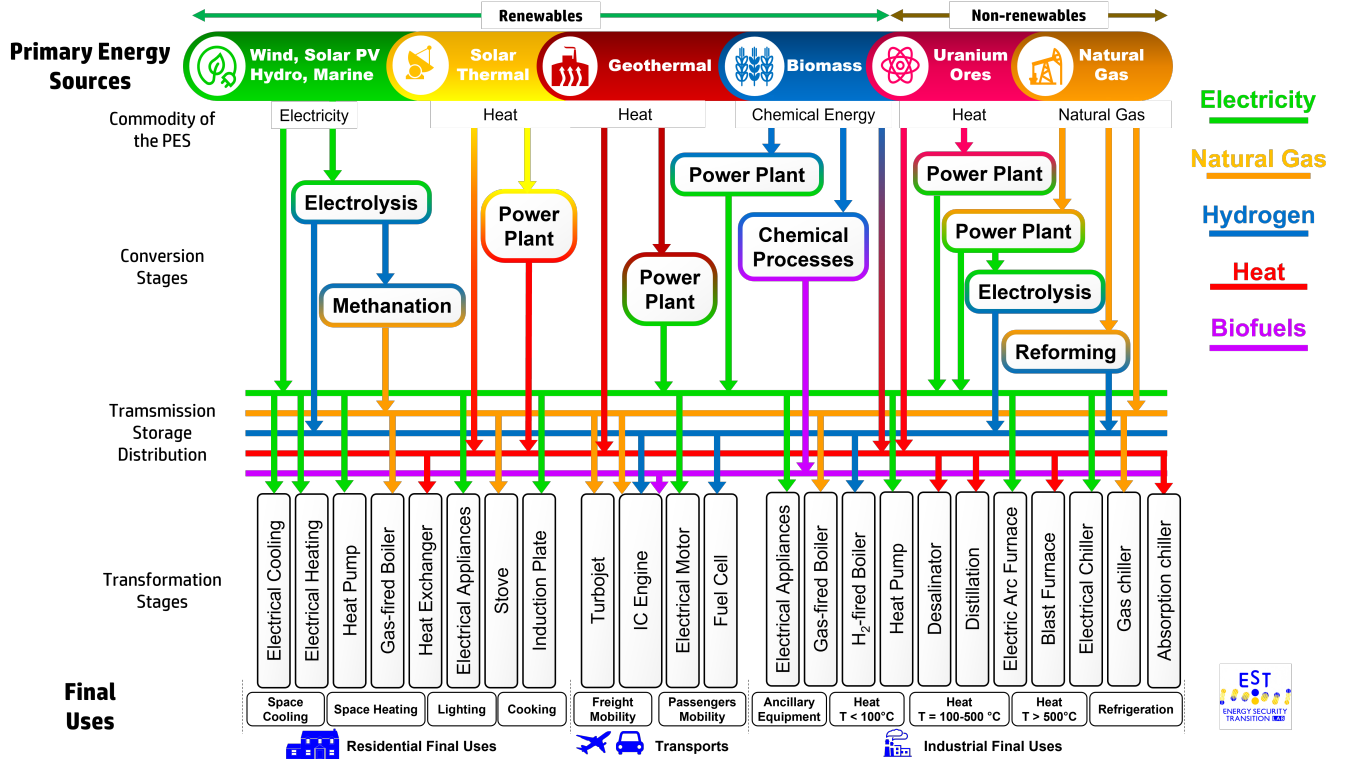 Renewables
Non-renewables
Primary Energy
Sources
Wind, Solar PV
Hydro, Marine
Solar
Thermal
Geothermal
Biomass
Uranium
Ores
Natural
Gas
Commodity of
the PES
Electricity
Heat
Heat
Chemical Energy
Heat
Natural Gas
Electricity
Natural Gas
Hydrogen
Heat
Biofuels
Conversion
Stages
Electrolysis
Methanation
Power
Plant
Power
Plant
Power Plant
Chemical
Processes
Power Plant
Power Plant
Electrolysis
Reforming
Tramsmission
Storage
Distribution
Transformation
Stages
Electrical Cooling
Electrical Heating
Heat Pump
Gas-fired Boiler
Heat Exchanger
Electrical Appliances
Stove
Induction Plate
Turbojet
IC Engine
Electrical Motor
Fuel Cell
Electrical Appliances
Gas-fired Boiler
H₂-fired Boiler
Heat Pump
Desalinator
Distillation
Electric Arc Furnace
Blast Furnace
Electrical Chiller
Gas chiller
Absorption chiller
Final
Uses
Space
Cooling
Space Heating
Lighting
Cooking
Freight
Mobility
Passengers
Mobility
Ancillary
Equipment
Heat
T < 100°C
Heat
T = 100-500 °C
Heat
T > 500°C
Refrigeration
Residential Final Uses
Transports
Industrial Final Uses
EST
ENERGY SECURITY
TRANSITION LAB